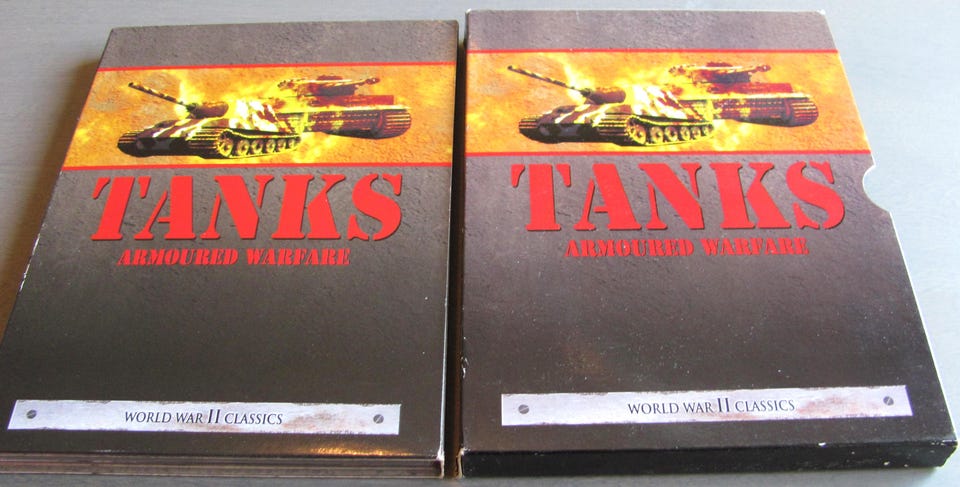 TANKS
ARMOURED WARFARE
WORLD WAR II CLASSICS
TANKS
ARMOURED WARFARE
WORLD WAR II CLASSICS